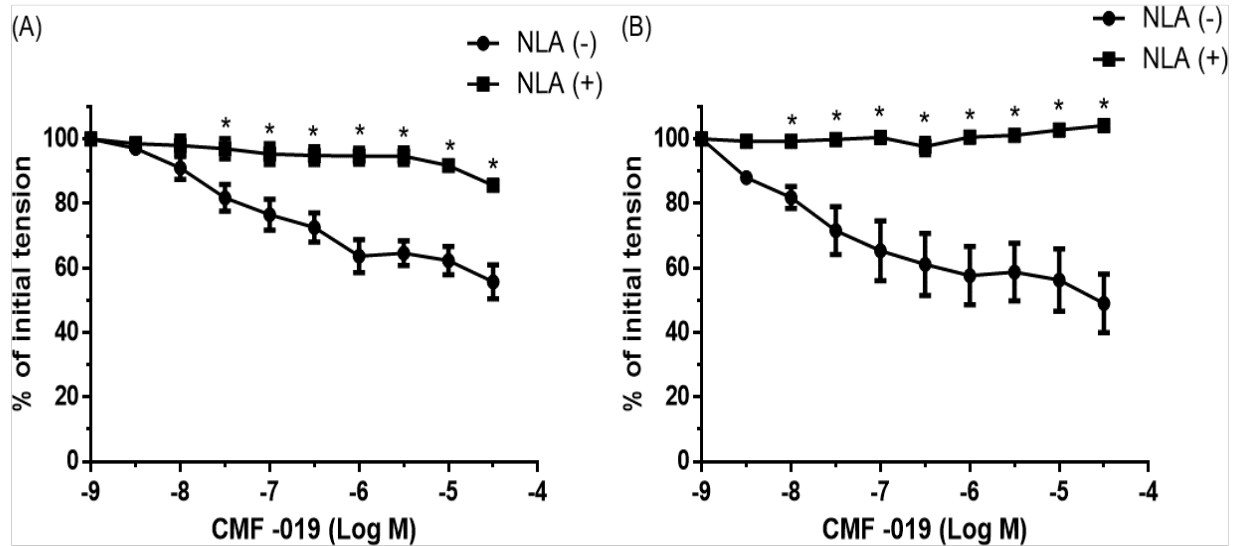 (A)
NLA (-)
NLA (+)
* * * * * * *
% of initial tension
100
80
60
40
20
0
-9 -8 -7 -6 -5 -4
CMF -019 (Log M)
(B)
NLA (-)
NLA (+)
* * * * * * * *
% of initial tension
100
80
60
40
20
0
-9 -8 -7 -6 -5 -4
CMF -019 (Log M)